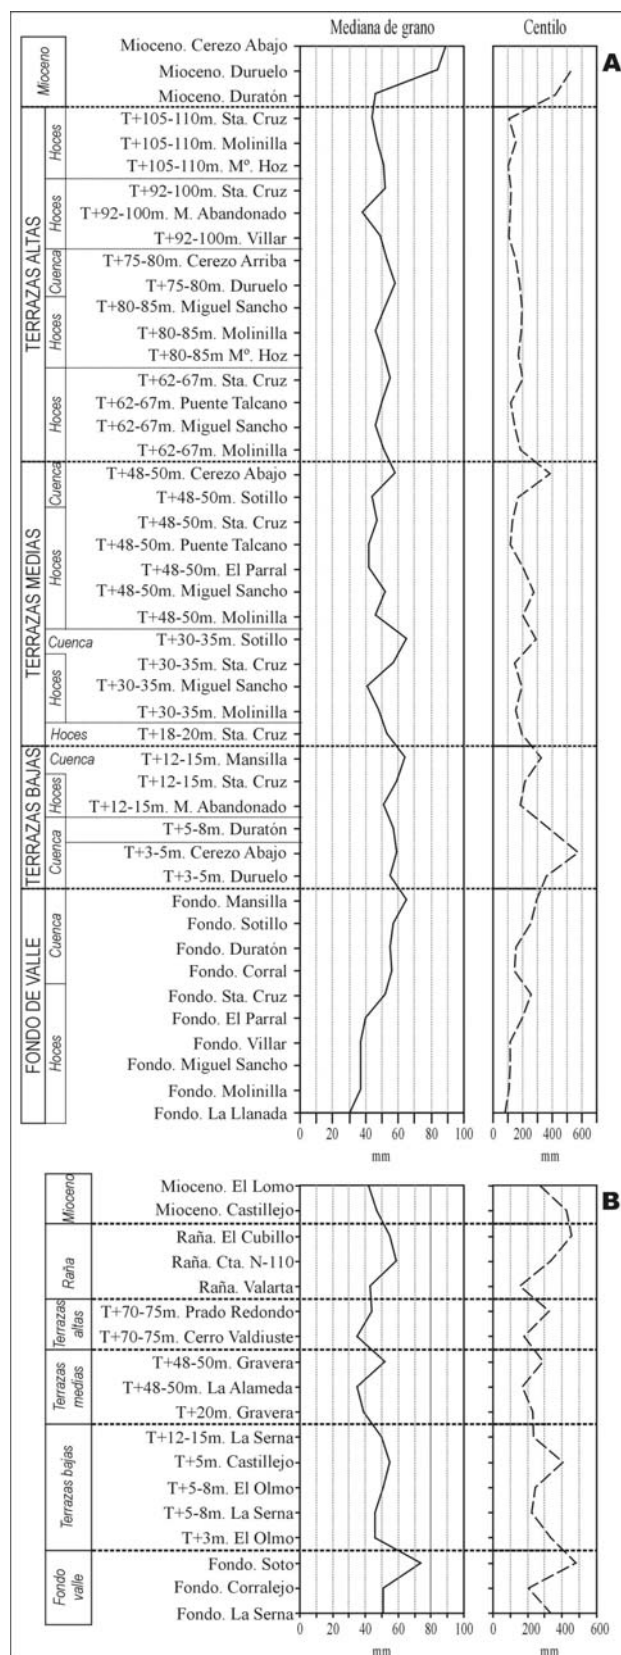 Mediana de grano
Centilo
A
Mioceno
Mioceno. Cerezo Abajo
Mioceno. Duruelo
Mioceno. Duratón
TERRAZAS ALTAS
Hoces
T+105-110m. Sta. Cruz
T+105-110m. Molinilla
T+105-110m. Mº. Hoz
Hoces
T+92-100m. Sta. Cruz
T+92-100m. M. Abandonado
T+92-100m. Villar
Cuenca
T+75-80m. Cerezo Arriba
T+75-80m. Duruelo
Hoces
T+80-85m. Miguel Sancho
T+80-85m. Molinilla
T+80-85m Mº. Hoz
Hoces
T+62-67m. Sta. Cruz
T+62-67m. Puente Talcano
T+62-67m. Miguel Sancho
T+62-67m. Molinilla
TERRAZAS MEDIAS
Cuenca
T+48-50m. Cerezo Abajo
T+48-50m. Sotillo
Hoces
T+48-50m. Sta. Cruz
T+48-50m. Puente Talcano
T+48-50m. El Parral
T+48-50m. Miguel Sancho
T+48-50m. Molinilla
Cuenca
T+30-35m. Sotillo
Hoces
T+30-35m. Sta. Cruz
T+30-35m. Miguel Sancho
T+30-35m. Molinilla
Hoces
T+18-20m. Sta. Cruz
TERRAZAS BAJAS
Cuenca
T+12-15m. Mansilla
Hoces
T+12-15m. Sta. Cruz
T+12-15m. M. Abandonado
Cuenca
T+5-8m. Duratón
T+3-5m. Cerezo Abajo
T+3-5m. Duruelo
FONDO DE VALLE
Cuenca
Fondo. Mansilla
Fondo. Sotillo
Fondo. Duratón
Fondo. Corral
Hoces
Fondo. Sta. Cruz
Fondo. El Parral
Fondo. Villar
Fondo. Miguel Sancho
Fondo. Molinilla
Fondo. La Llanada
0 20 40 60 80 100
mm
0 200 400 600
mm
B
Mioceno
Mioceno. El Lomo
Mioceno. Castillejo
Raña
Raña. El Cubillo
Raña. Cta. N-110
Raña. Valarta
Terrazas altas
T+70-75m. Prado Redondo
T+70-75m. Cerro Valdiuste
Terrazas medias
T+48-50m. Gravera
T+48-50m. La Alameda
T+20m. Gravera
Terrazas bajas
T+12-15m. La Serna
T+5m. Castillejo
T+5-8m. El Olmo
T+5-8m. La Serna
T+3m. El Olmo
Fondo valle
Fondo. Soto
Fondo. Corralejo
Fondo. La Serna
0 20 40 60 80 100
mm
0 200 400 600
mm